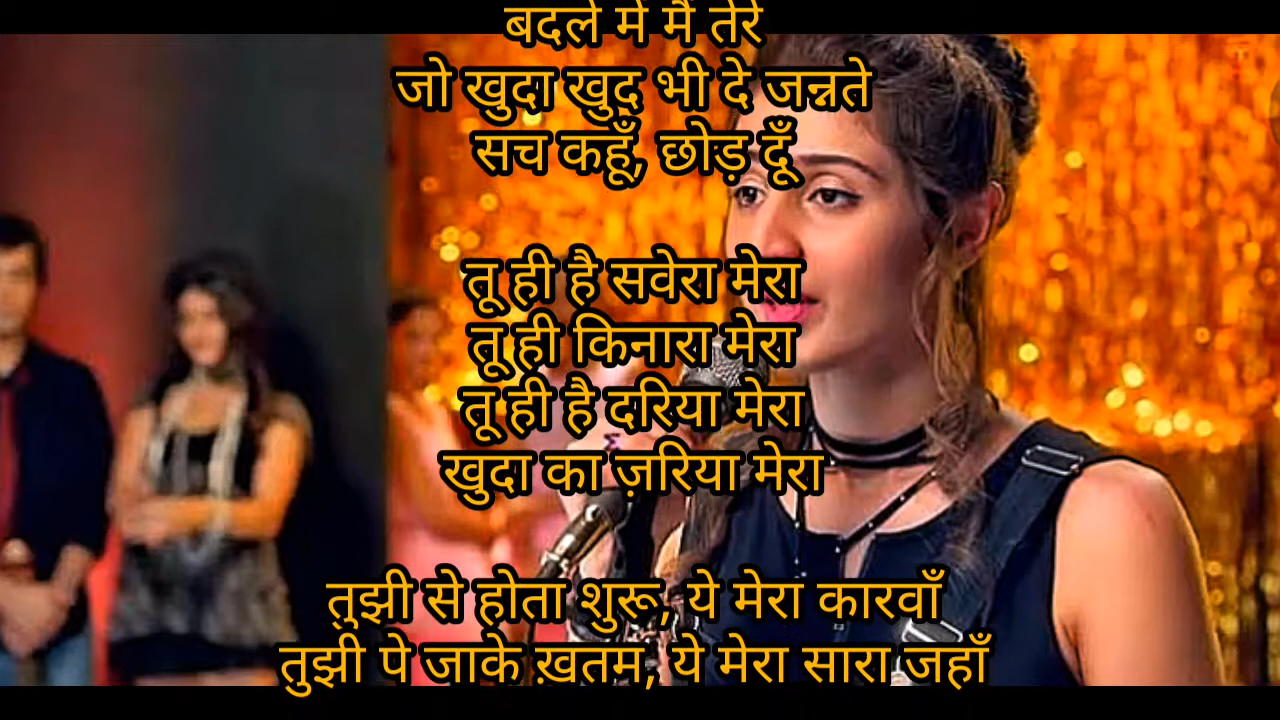 बदले में मैं तेरे
जो खुदा खुद भी दे जन्नते
सच कहूँ, छोड़ दूँ
तू ही है सवेरा मेरा
तू ही किनारा मेरा
तू ही है दरिया मेरा
खुदा का ज़रिया मेरा
तुझी से होता शुरू, ये मेरा कारवाँ
तुझी पे जाके ख़तम, ये मेरा सारा जहाँ